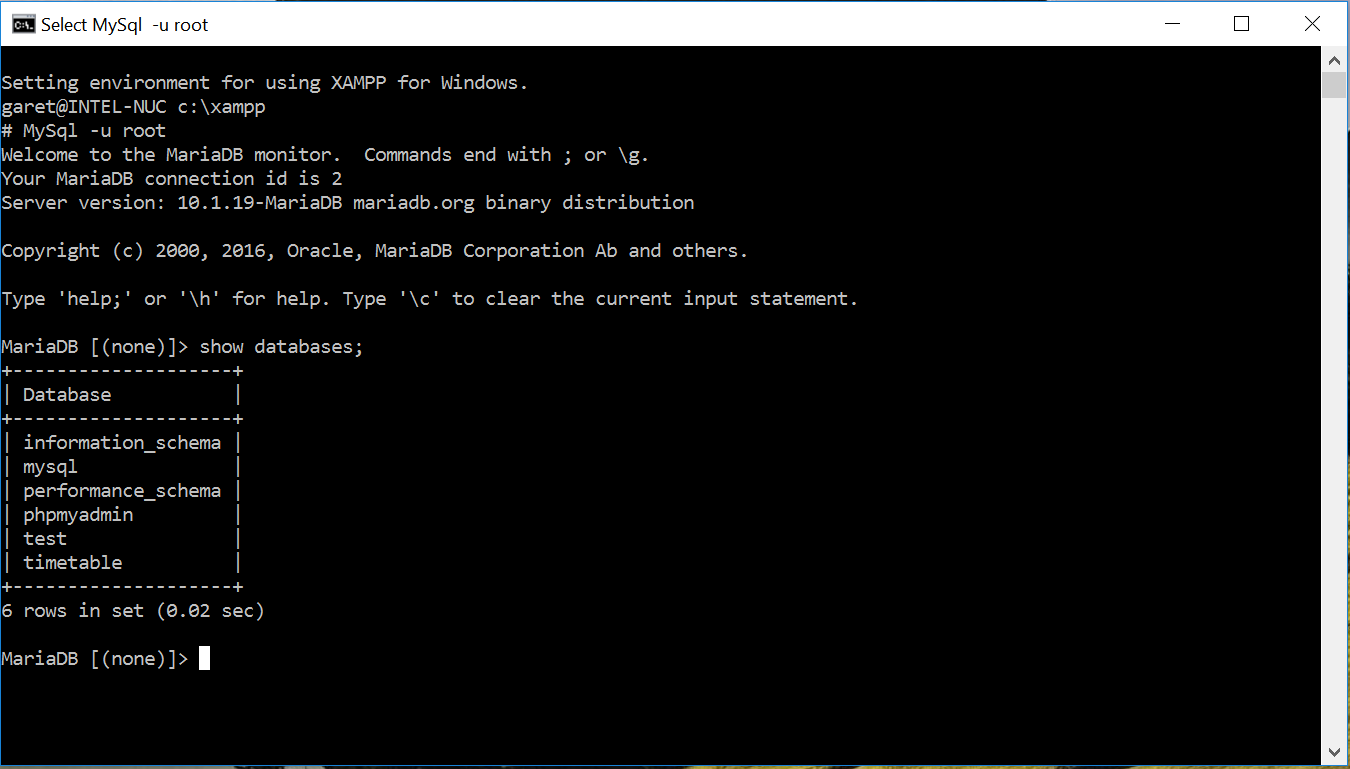 Select MySql  -u root
Setting environment for using XAMPP for Windows.
garet@INTEL-NUC c:\xampp
# MySql -u root
Welcome to the MariaDB monitor.  Commands end with ; or \g.
Your MariaDB connection id is 2
Server version: 10.1.19-MariaDB mariadb.org binary distribution
Copyright (c) 2000, 2016, Oracle, MariaDB Corporation Ab and others.
Type 'help;' or '\h' for help. Type '\c' to clear the current input statement.
MariaDB [(none)]> show databases;
+--------------------+
| Database           |
+--------------------+
| information_schema |
| mysql              |
| performance_schema |
| phpmyadmin         |
| test               |
| timetable          |
+--------------------+
6 rows in set (0.02 sec)
MariaDB [(none)]>